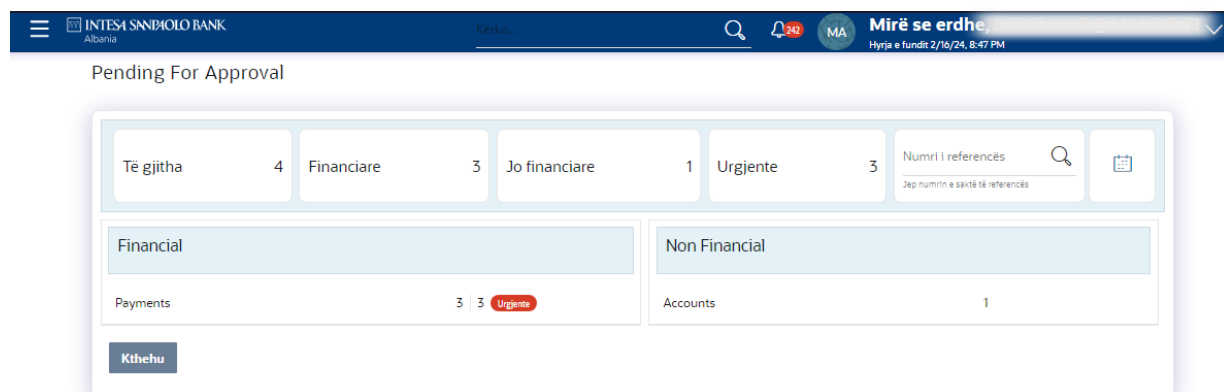 INTESA SANPAOLO BANK
Albania
Kërko...
242
MA
Mirë se erdhe,
Hyrja e fundit 2/16/24, 8:47 PM
Pending For Approval
Të gjitha 4
Financiare 3
Jo financiare 1
Urgjente 3
Numri i referencës
Jep numrin e saktë të referencës
Financial
Non Financial
Payments 3 3 Urgjente
Accounts 1
Kthehu